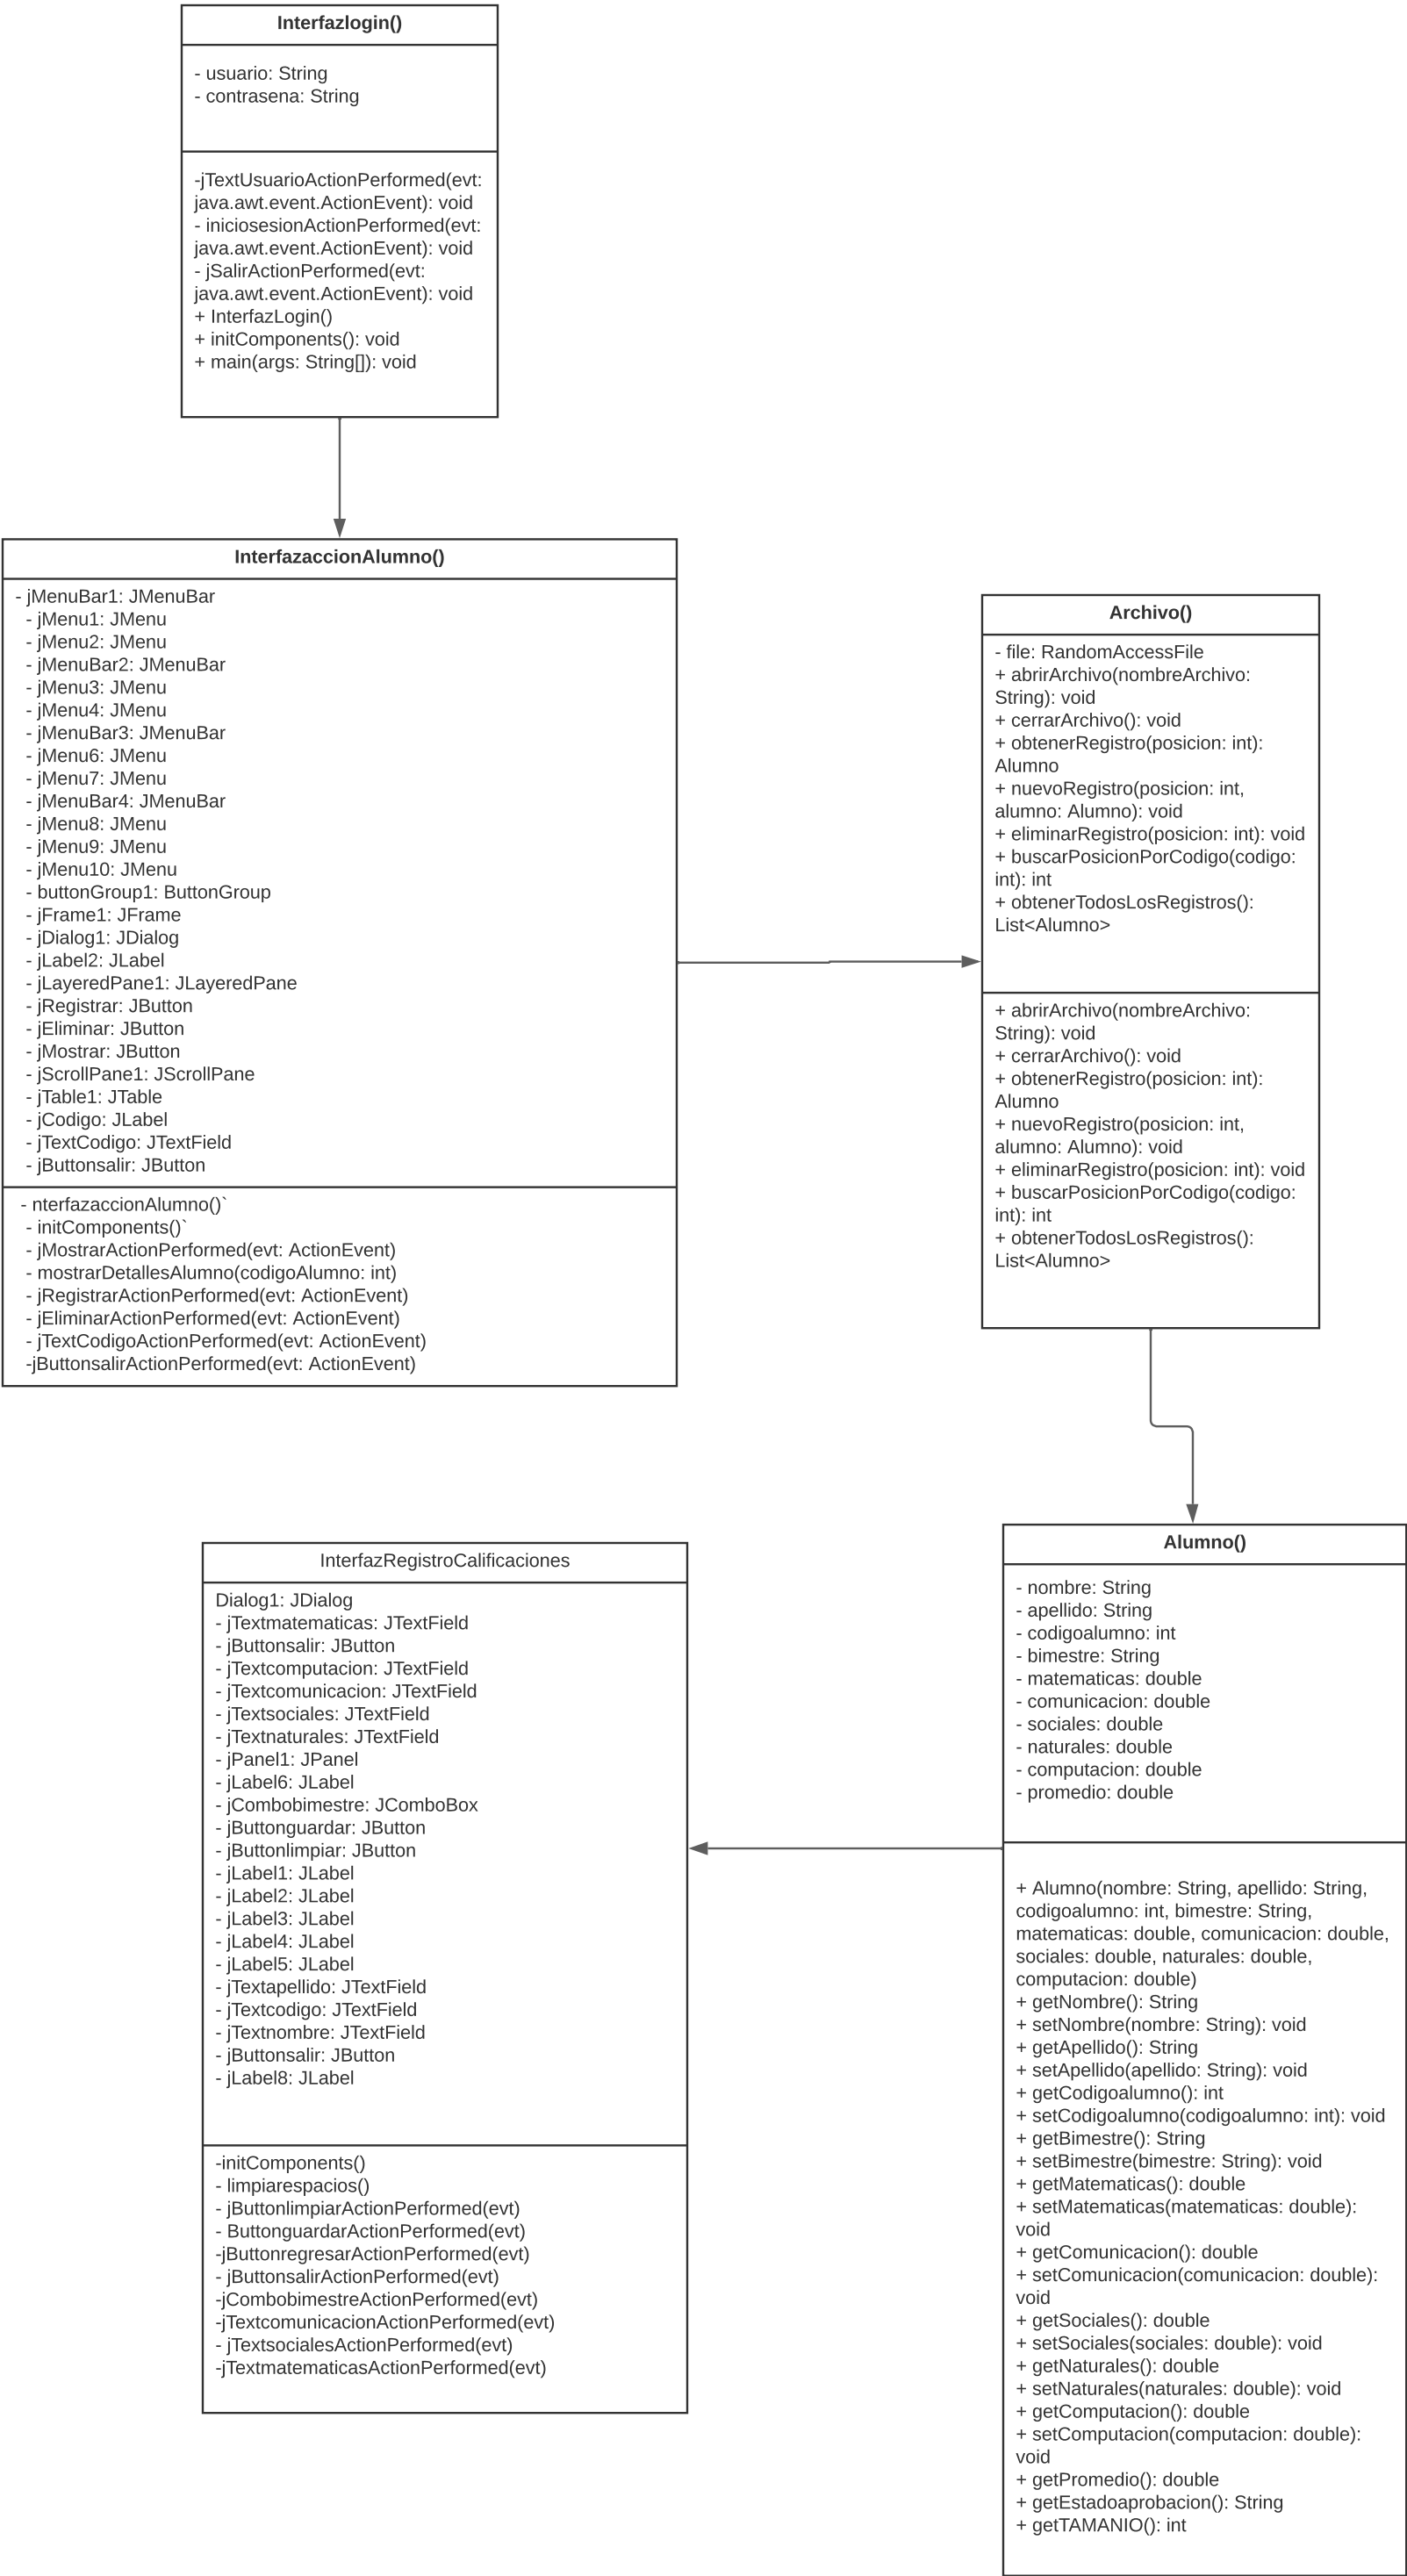 Interfazlogin()
- usuario: String
- contrasena: String
-jTextUsuarioActionPerformed(evt:
java.awt.event.ActionEvent): void
- iniciosesionActionPerformed(evt:
java.awt.event.ActionEvent): void
- jSalirActionPerformed(evt:
java.awt.event.ActionEvent): void
+ InterfazLogin()
+ initComponents(): void
+ main(args: String[]): void
InterfazaccionAlumno()
- jMenuBar1: JMenuBar
- jMenu1: JMenu
- jMenu2: JMenu
- jMenuBar2: JMenuBar
- jMenu3: JMenu
- jMenu4: JMenu
- jMenuBar3: JMenuBar
- jMenu6: JMenu
- jMenu7: JMenu
- jMenuBar4: JMenuBar
- jMenu8: JMenu
- jMenu9: JMenu
- jMenu10: JMenu
- buttonGroup1: ButtonGroup
- jFrame1: JFrame
- jDialog1: JDialog
- jLabel2: JLabel
- jLayeredPane1: JLayeredPane
- jRegistrar: JButton
- jEliminar: JButton
- jMostrar: JButton
- jScrollPane1: JScrollPane
- jTable1: JTable
- jCodigo: JLabel
- jTextCodigo: JTextField
- jButtonsalir: JButton
- nterfazaccionAlumno()`
- initComponents()`
- jMostrarActionPerformed(evt: ActionEvent)
- mostrarDetallesAlumno(codigoAlumno: int)
- jRegistrarActionPerformed(evt: ActionEvent)
- jEliminarActionPerformed(evt: ActionEvent)
- jTextCodigoActionPerformed(evt: ActionEvent)
-jButtonsalirActionPerformed(evt: ActionEvent)
Archivo()
- file: RandomAccessFile
+ abrirArchivo(nombreArchivo:
String): void
+ cerrarArchivo(): void
+ obtenerRegistro(posicion: int):
Alumno
+ nuevoRegistro(posicion: int,
alumno: Alumno): void
+ eliminarRegistro(posicion: int): void
+ buscarPosicionPorCodigo(codigo:
int): int
+ obtenerTodosLosRegistros():
List<Alumno>
+ abrirArchivo(nombreArchivo:
String): void
+ cerrarArchivo(): void
+ obtenerRegistro(posicion: int):
Alumno
+ nuevoRegistro(posicion: int,
alumno: Alumno): void
+ eliminarRegistro(posicion: int): void
+ buscarPosicionPorCodigo(codigo:
int): int
+ obtenerTodosLosRegistros():
List<Alumno>
InterfazRegistroCalificaciones
Dialog1: JDialog
- jTextmatematicas: JTextField
- jButtonsalir: JButton
- jTextcomputacion: JTextField
- jTextcomunicacion: JTextField
- jTextsociales: JTextField
- jTextnaturales: JTextField
- jPanel1: JPanel
- jLabel6: JLabel
- jCombobimestre: JComboBox
- jButtonguardar: JButton
- jButtonlimpiar: JButton
- jLabel1: JLabel
- jLabel2: JLabel
- jLabel3: JLabel
- jLabel4: JLabel
- jLabel5: JLabel
- jTextapellido: JTextField
- jTextcodigo: JTextField
- jTextnombre: JTextField
- jButtonsalir: JButton
- jLabel8: JLabel
-initComponents()
- limpiarespacios()
- jButtonlimpiarActionPerformed(evt)
- ButtonguardarActionPerformed(evt)
-jButtonregresarActionPerformed(evt)
- jButtonsalirActionPerformed(evt)
-jCombobimestreActionPerformed(evt)
-jTextcomunicacionActionPerformed(evt)
- jTextsocialesActionPerformed(evt)
-jTextmatematicasActionPerformed(evt)
Alumno()
- nombre: String
- apellido: String
- codigoalumno: int
- bimestre: String
- matematicas: double
- comunicacion: double
- sociales: double
- naturales: double
- computacion: double
- promedio: double
+ Alumno(nombre: String, apellido: String,
codigoalumno: int, bimestre: String,
matematicas: double, comunicacion: double,
sociales: double, naturales: double,
computacion: double)
+ getNombre(): String
+ setNombre(nombre: String): void
+ getApellido(): String
+ setApellido(apellido: String): void
+ getCodigoalumno(): int
+ setCodigoalumno(codigoalumno: int): void
+ getBimestre(): String
+ setBimestre(bimestre: String): void
+ getMatematicas(): double
+ setMatematicas(matematicas: double):
void
+ getComunicacion(): double
+ setComunicacion(comunicacion: double):
void
+ getSociales(): double
+ setSociales(sociales: double): void
+ getNaturales(): double
+ setNaturales(naturales: double): void
+ getComputacion(): double
+ setComputacion(computacion: double):
void
+ getPromedio(): double
+ getEstadoaprobacion(): String
+ getTAMANIO(): int